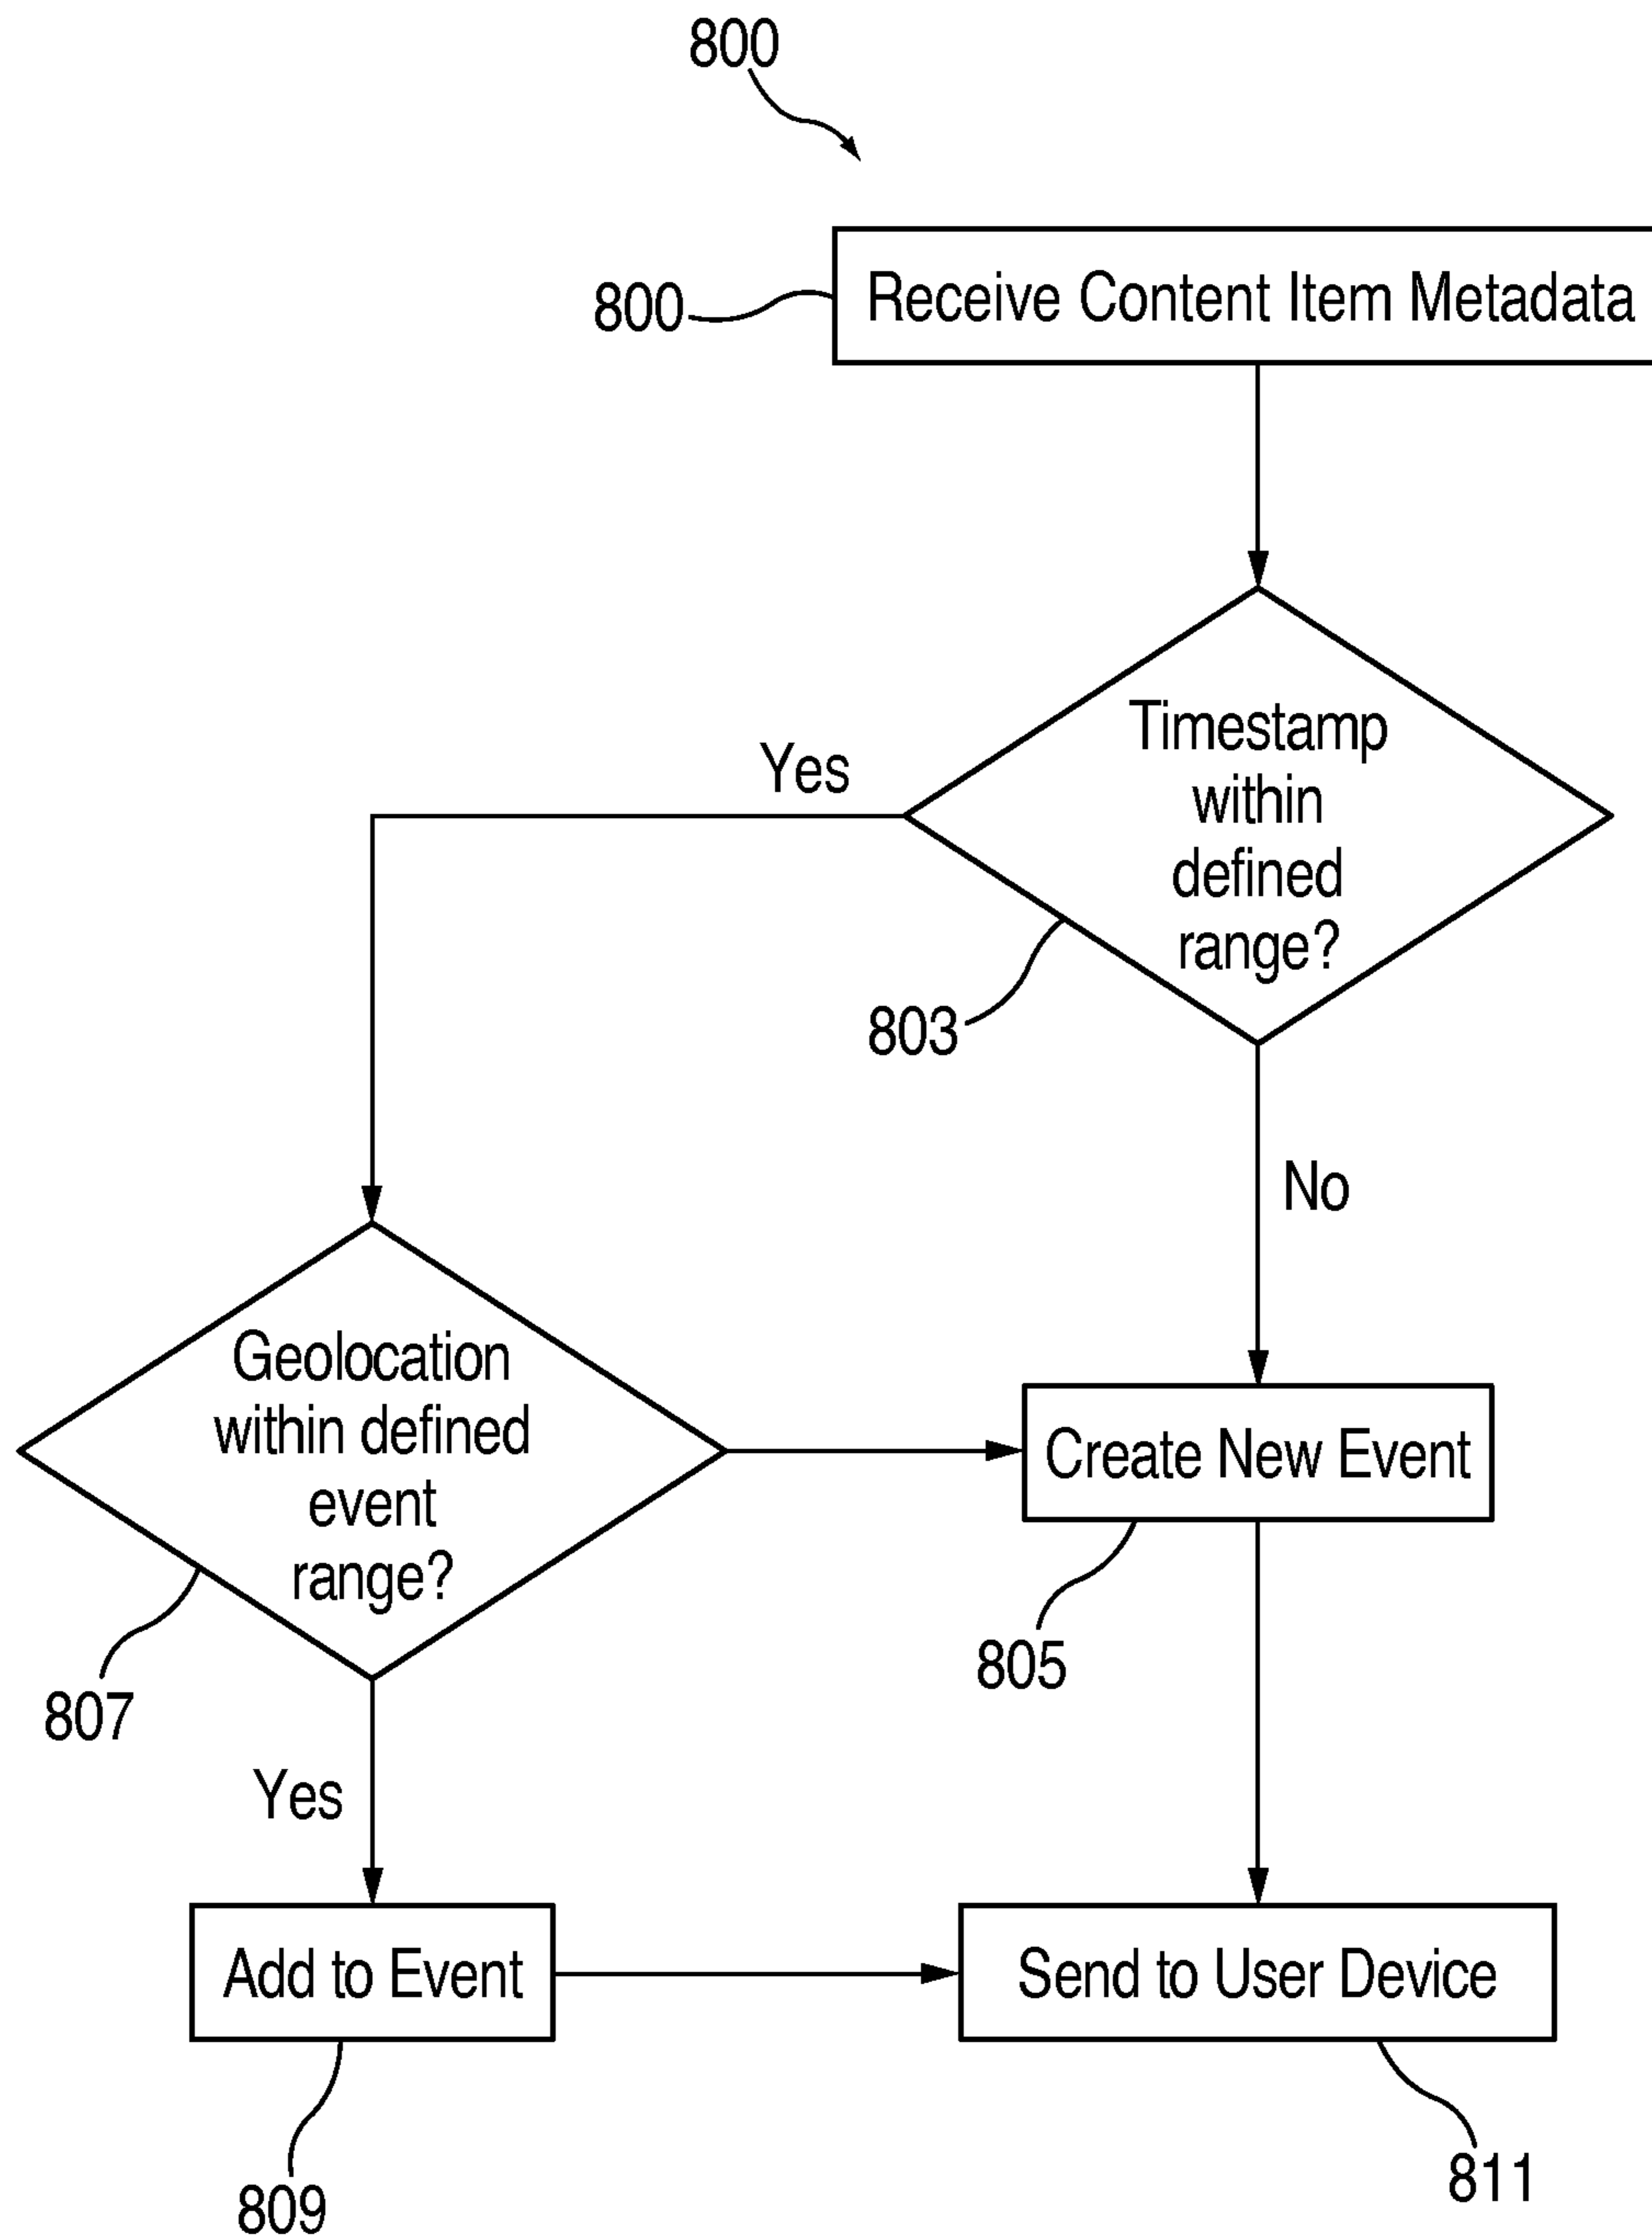 800
800
Receive Content Item Metadata
Timestamp
within
defined
range?
Yes
803
No
Geolocation
within defined
event
range?
807
Create New Event
805
Yes
Add to Event
809
Send to User Device
811